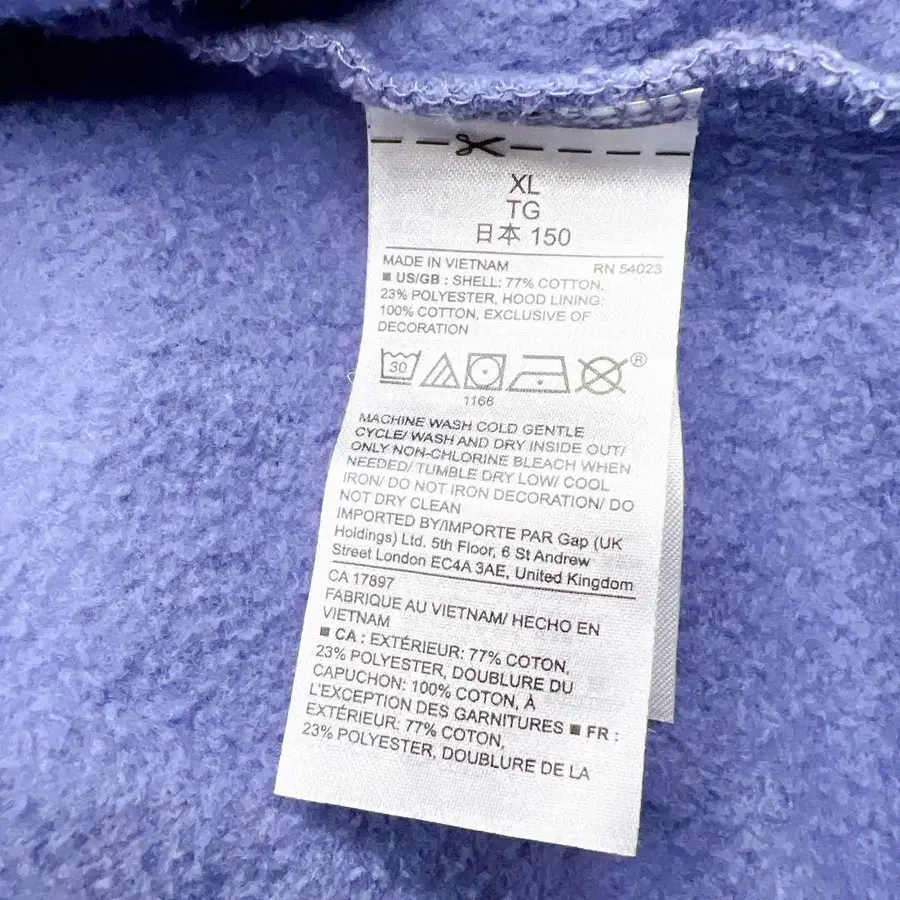 XL
TG
日本 150
MADE IN VIETNAM RN 54023
■ US/GB : SHELL: 77% COTTON,
23% POLYESTER, HOOD LINING:
100% COTTON, EXCLUSIVE OF
DECORATION
30
®
1166
MACHINE WASH COLD GENTLE
CYCLE/ WASH AND DRY INSIDE OUT/
ONLY NON-CHLORINE BLEACH WHEN
NEEDED/ TUMBLE DRY LOW/ COOL
IRON/ DO NOT IRON DECORATION/ DO
NOT DRY CLEAN
IMPORTED BY/IMPORTE PAR Gap (UK
Holdings) Ltd. 5th Floor, 6 St Andrew
Street London EC4A 3AE, United Kingdom
CA 17897
FABRIQUE AU VIETNAM/ HECHO EN
VIETNAM
■ CA : EXTÉRIEUR: 77% COTON,
23% POLYESTER, DOUBLURE DU
CAPUCHON: 100% COTON, À
L'EXCEPTION DES GARNITURES ■ FR :
EXTÉRIEUR: 77% COTON,
23% POLYESTER, DOUBLURE DE LA